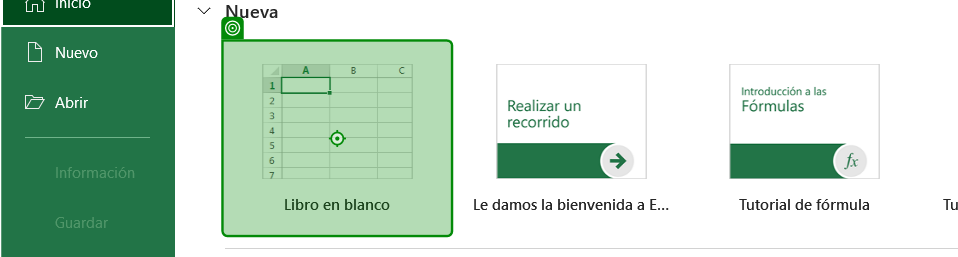 Inicio
Nuevo
Abrir
Información
Guardar
Nueva
A B C
1
2
3
4
5
6
7
Libro en blanco
Realizar un
recorrido
Le damos la bienvenida a E...
Introducción a las
Fórmulas
fx
Tutorial de fórmula
Tu